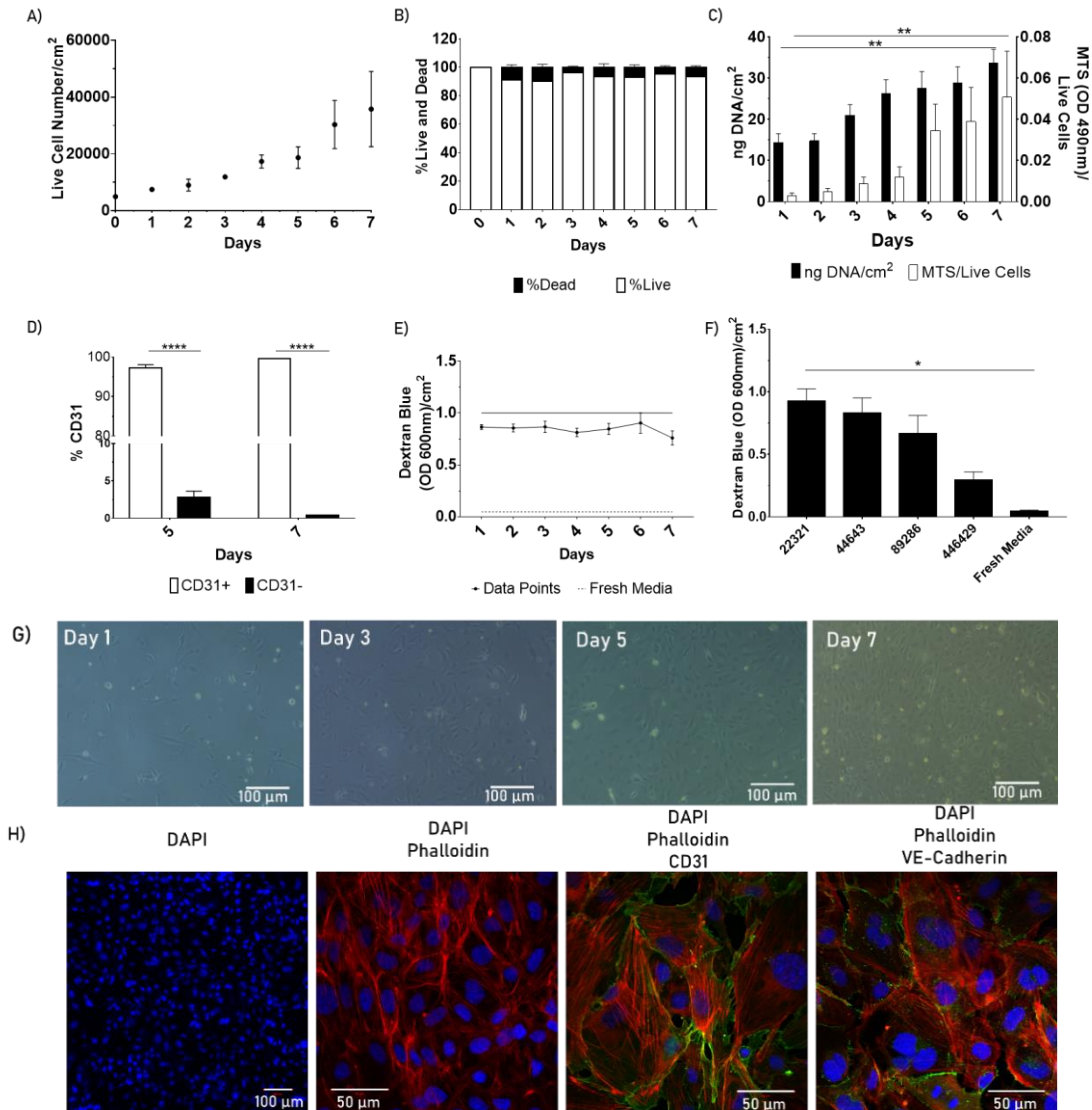 A)
Live Cell Number/cm²
60000
40000
20000
0
0 1 2 3 4 5 6 7
Days
B)
%Live and Dead
120
100
80
60
40
20
0
0 1 2 3 4 5 6 7
Days
%Dead %Live
C)
**
**
ng DNA/cm²
40
30
20
10
0
0.08
0.06
0.04
0.02
0.00
MTS (OD 490nm)/
Live Cells
1 2 3 4 5 6 7
Days
ng DNA/cm² MTS/Live Cells
D)
**** ****
% CD31
100
90
80
10
5
0
5 7
Days
CD31+ CD31-
E)
Dextran Blue
(OD 600nm)/cm²
1.5
1.0
0.5
0.0
1 2 3 4 5 6 7
Days
Data Points Fresh Media
F)
*
Dextran Blue (OD 600nm)/cm²
1.5
1.0
0.5
0.0
22321 44643 89286 446429 Fresh Media
G)
Day 1
100 µm
Day 3
100 µm
Day 5
100 µm
Day 7
100 µm
H)
DAPI
100 µm
DAPI
Phalloidin
50 µm
DAPI
Phalloidin
CD31
50 µm
DAPI
Phalloidin
VE-Cadherin
50 µm